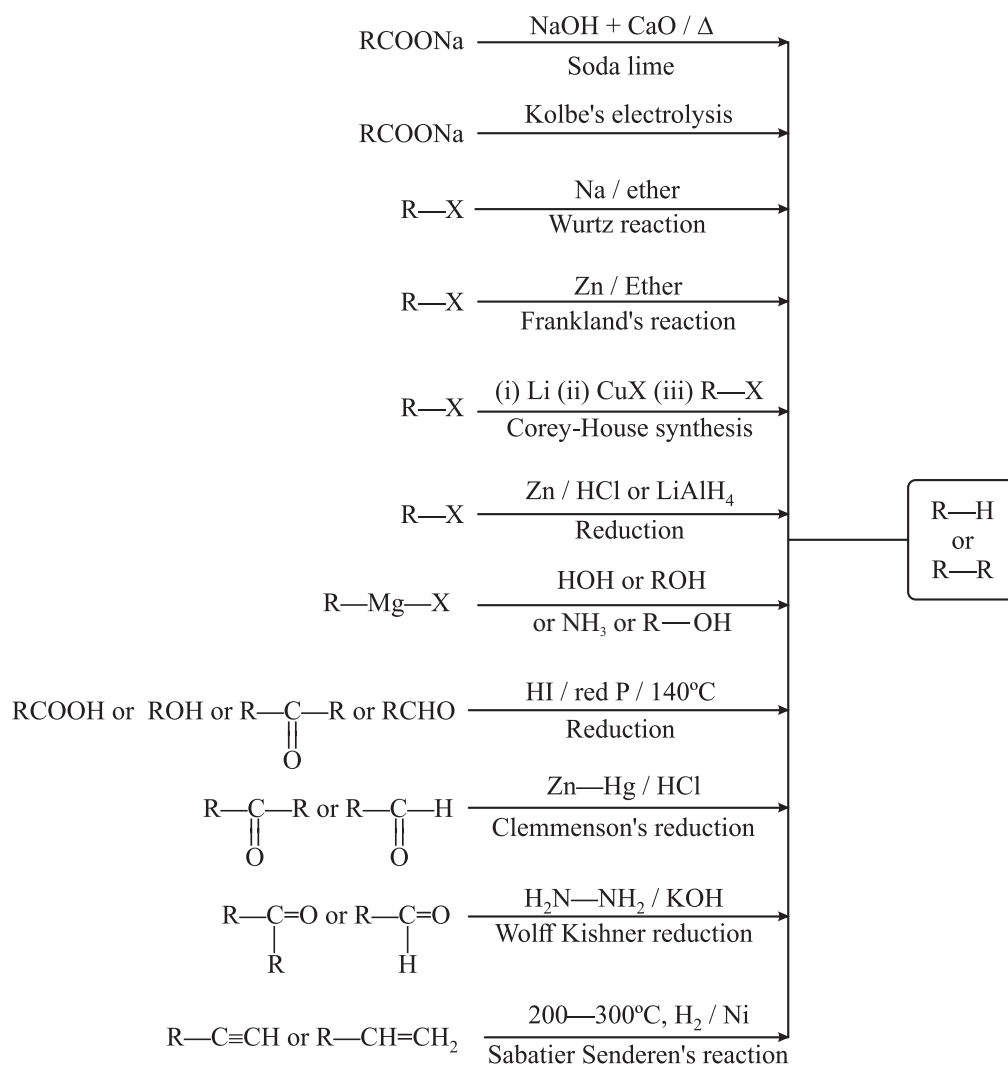 RCOONa NaOH + CaO / Δ
Soda lime
RCOONa Kolbe's electrolysis
R—X Na / ether
Wurtz reaction
R—X Zn / Ether
Frankland's reaction
R—X (i) Li (ii) CuX (iii) R—X
Corey-House synthesis
R—X Zn / HCl or LiAlH₄
Reduction
R—H
or
R—R
R—Mg—X HOH or ROH
or NH₃ or R—OH
RCOOH or ROH or R—C—R or RCHO HI / red P / 140ºC
O
Reduction
R—C—R or R—C—H Zn—Hg / HCl
O O
Clemmenson's reduction
R—C=O or R—C=O H₂N—NH₂ / KOH
R H
Wolff Kishner reduction
R—C≡CH or R—CH=CH₂ 200—300ºC, H₂ / Ni
Sabatier Senderen's reaction